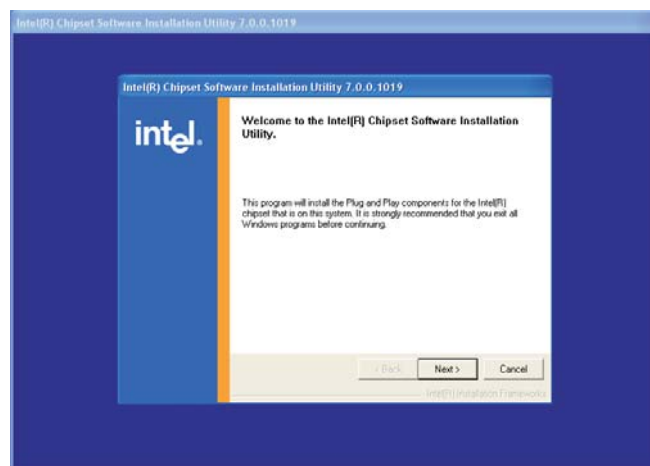 Intel(R) Chipset Software Installation Utility 7.0.0.1019
Intel(R) Chipset Software Installation Utility 7.0.0.1019
intel.
Welcome to the Intel(R) Chipset Software Installation
Utility.
This program will install the Plug and Play components for the Intel(R)
chipset that is on this system. It is strongly recommended that you exit all
Windows programs before continuing.
< Back
Next >
Cancel
Intel(R) Installation Frameworks